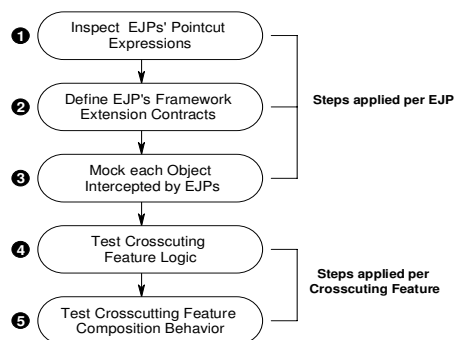 1 Inspect EJPs' Pointcut
Expressions
2 Define EJP's Framework
Extension Contracts
Steps applied per EJP
3 Mock each Object
Intercepted by EJPs
4 Test Crosscuting
Feature Logic
Steps applied per
Crosscuting Feature
5 Test Crosscutting Feature
Composition Behavior